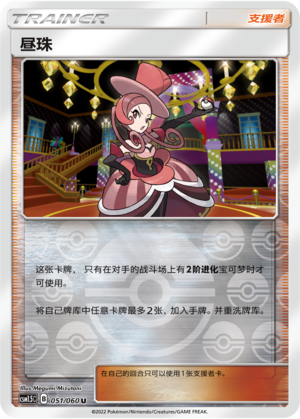 TRAINER
支援者
昼珠
这张卡牌，只有在对手的战斗场上有2阶进化宝可梦时才
可使用。
将自己牌库中任意卡牌最多2张，加入手牌。并重洗牌库。
Illus. Megumi Mizutani
CSM1.5C D 051/060 U
在自己的回合只可以使用1张支援者卡。
©2022 Pokémon/Nintendo/Creatures/GAME FREAK.